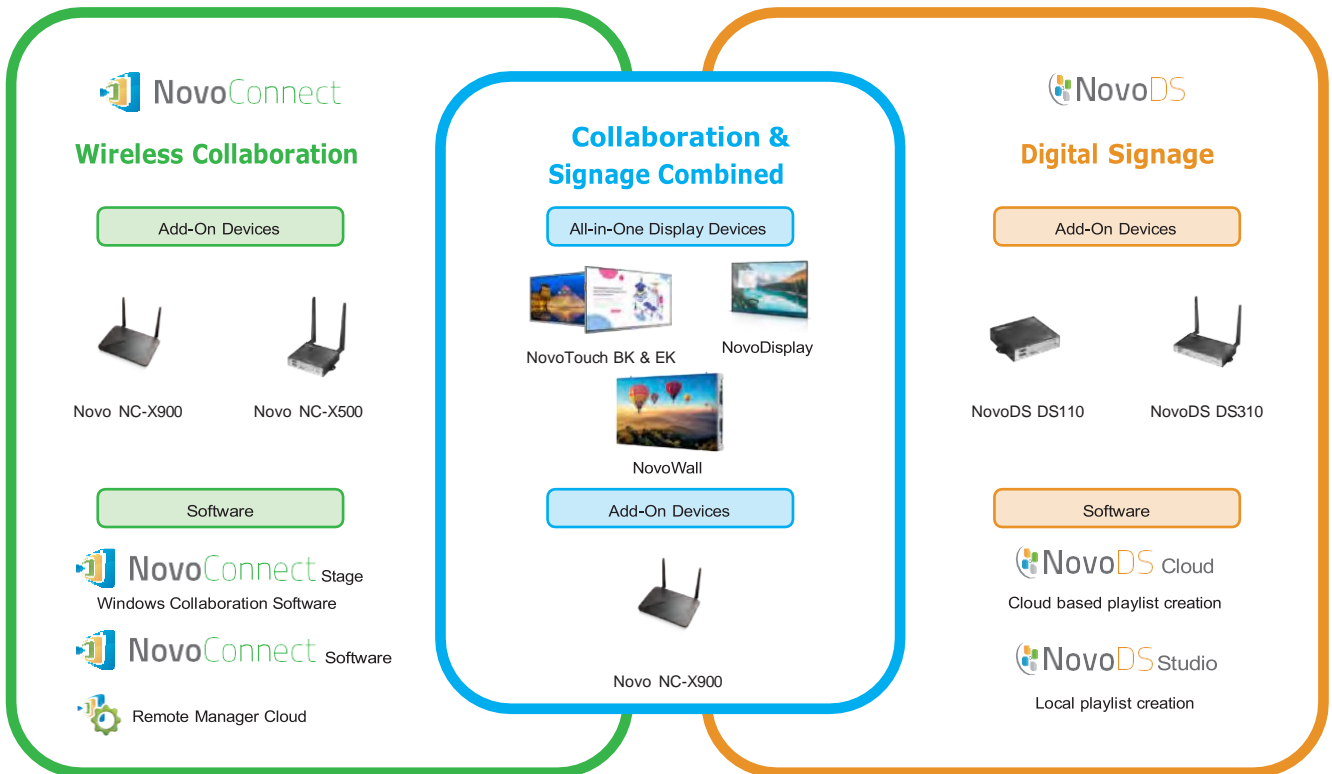 NovoConnect
Wireless Collaboration
Add-On Devices
Novo NC-X900
Novo NC-X500
Software
NovoConnect Stage
Windows Collaboration Software
NovoConnect Software
Remote Manager Cloud
Collaboration &
Signage Combined
All-in-One Display Devices
NovoTouch BK & EK
NovoDisplay
NovoWall
Add-On Devices
Novo NC-X900
NovoDS
Digital Signage
Add-On Devices
NovoDS DS110
NovoDS DS310
Software
NovoDS Cloud
Cloud based playlist creation
NovoDS Studio
Local playlist creation